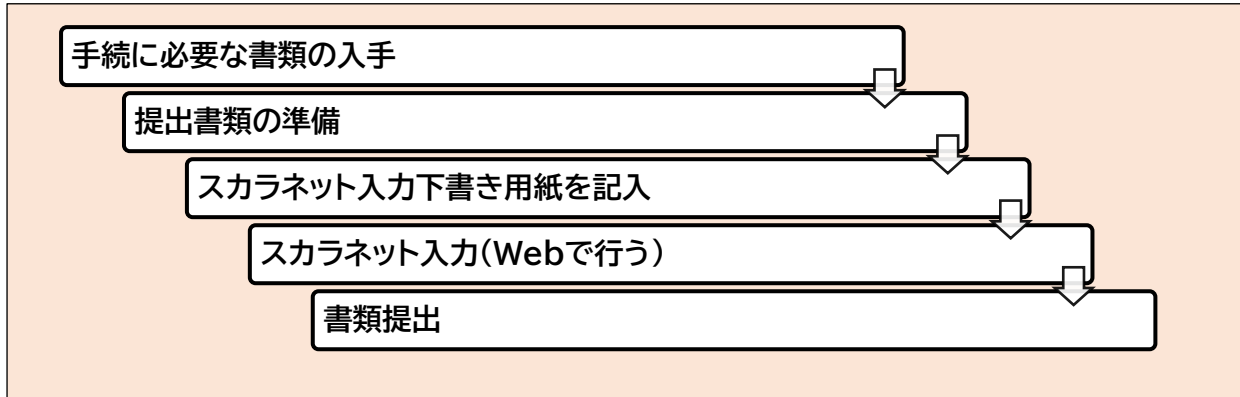 手続に必要な書類の入手
提出書類の準備
スカラネット入力下書き用紙を記入
スカラネット入力(Webで行う)
書類提出